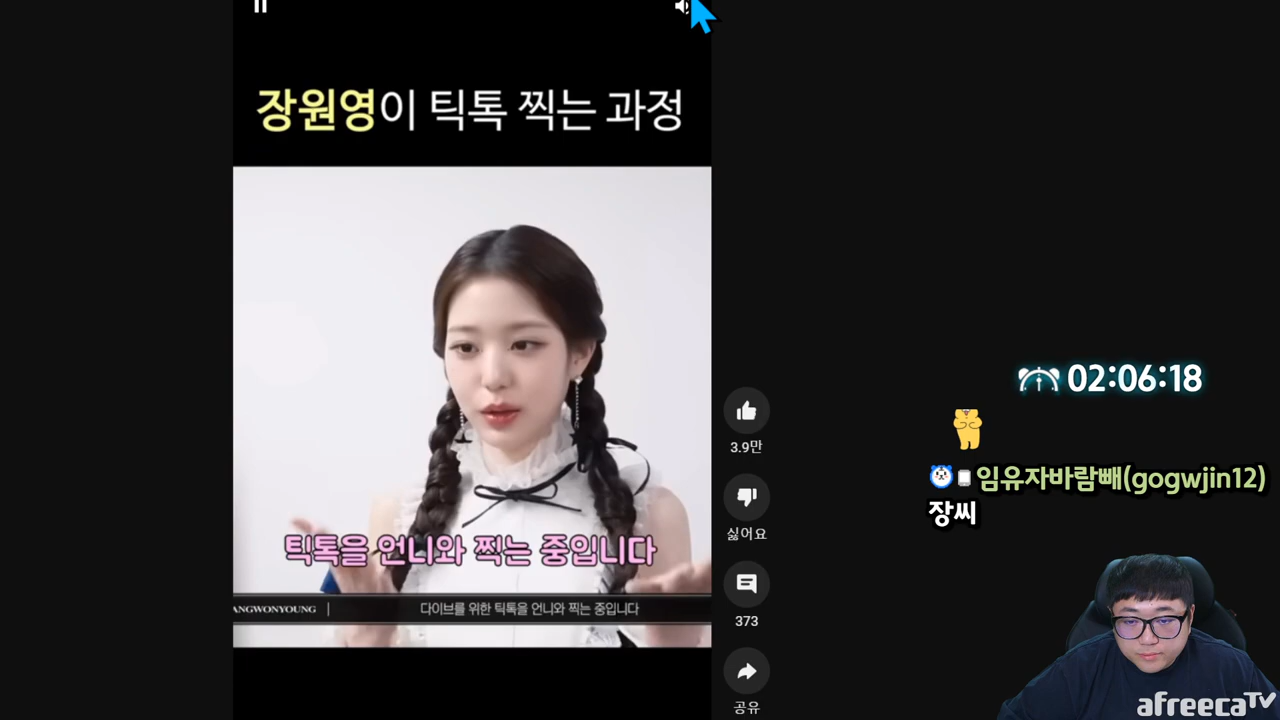 장원영이 틱톡 찍는 과정
틱톡을 언니와 찍는 중입니다
ANGWONYOUNG | 다이브를 위한 틱톡을 언니와 찍는 중입니다
3.9만
싫어요
373
공유
02:06:18
임유자바람빼(gogwjin12)
장씨
afreecaTV